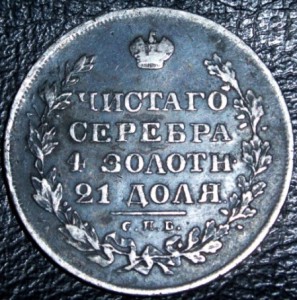 ЧИСТАГО
СЕРЕБРА
4 ЗОЛОТН
21 ДОЛЯ
С.П.Б.